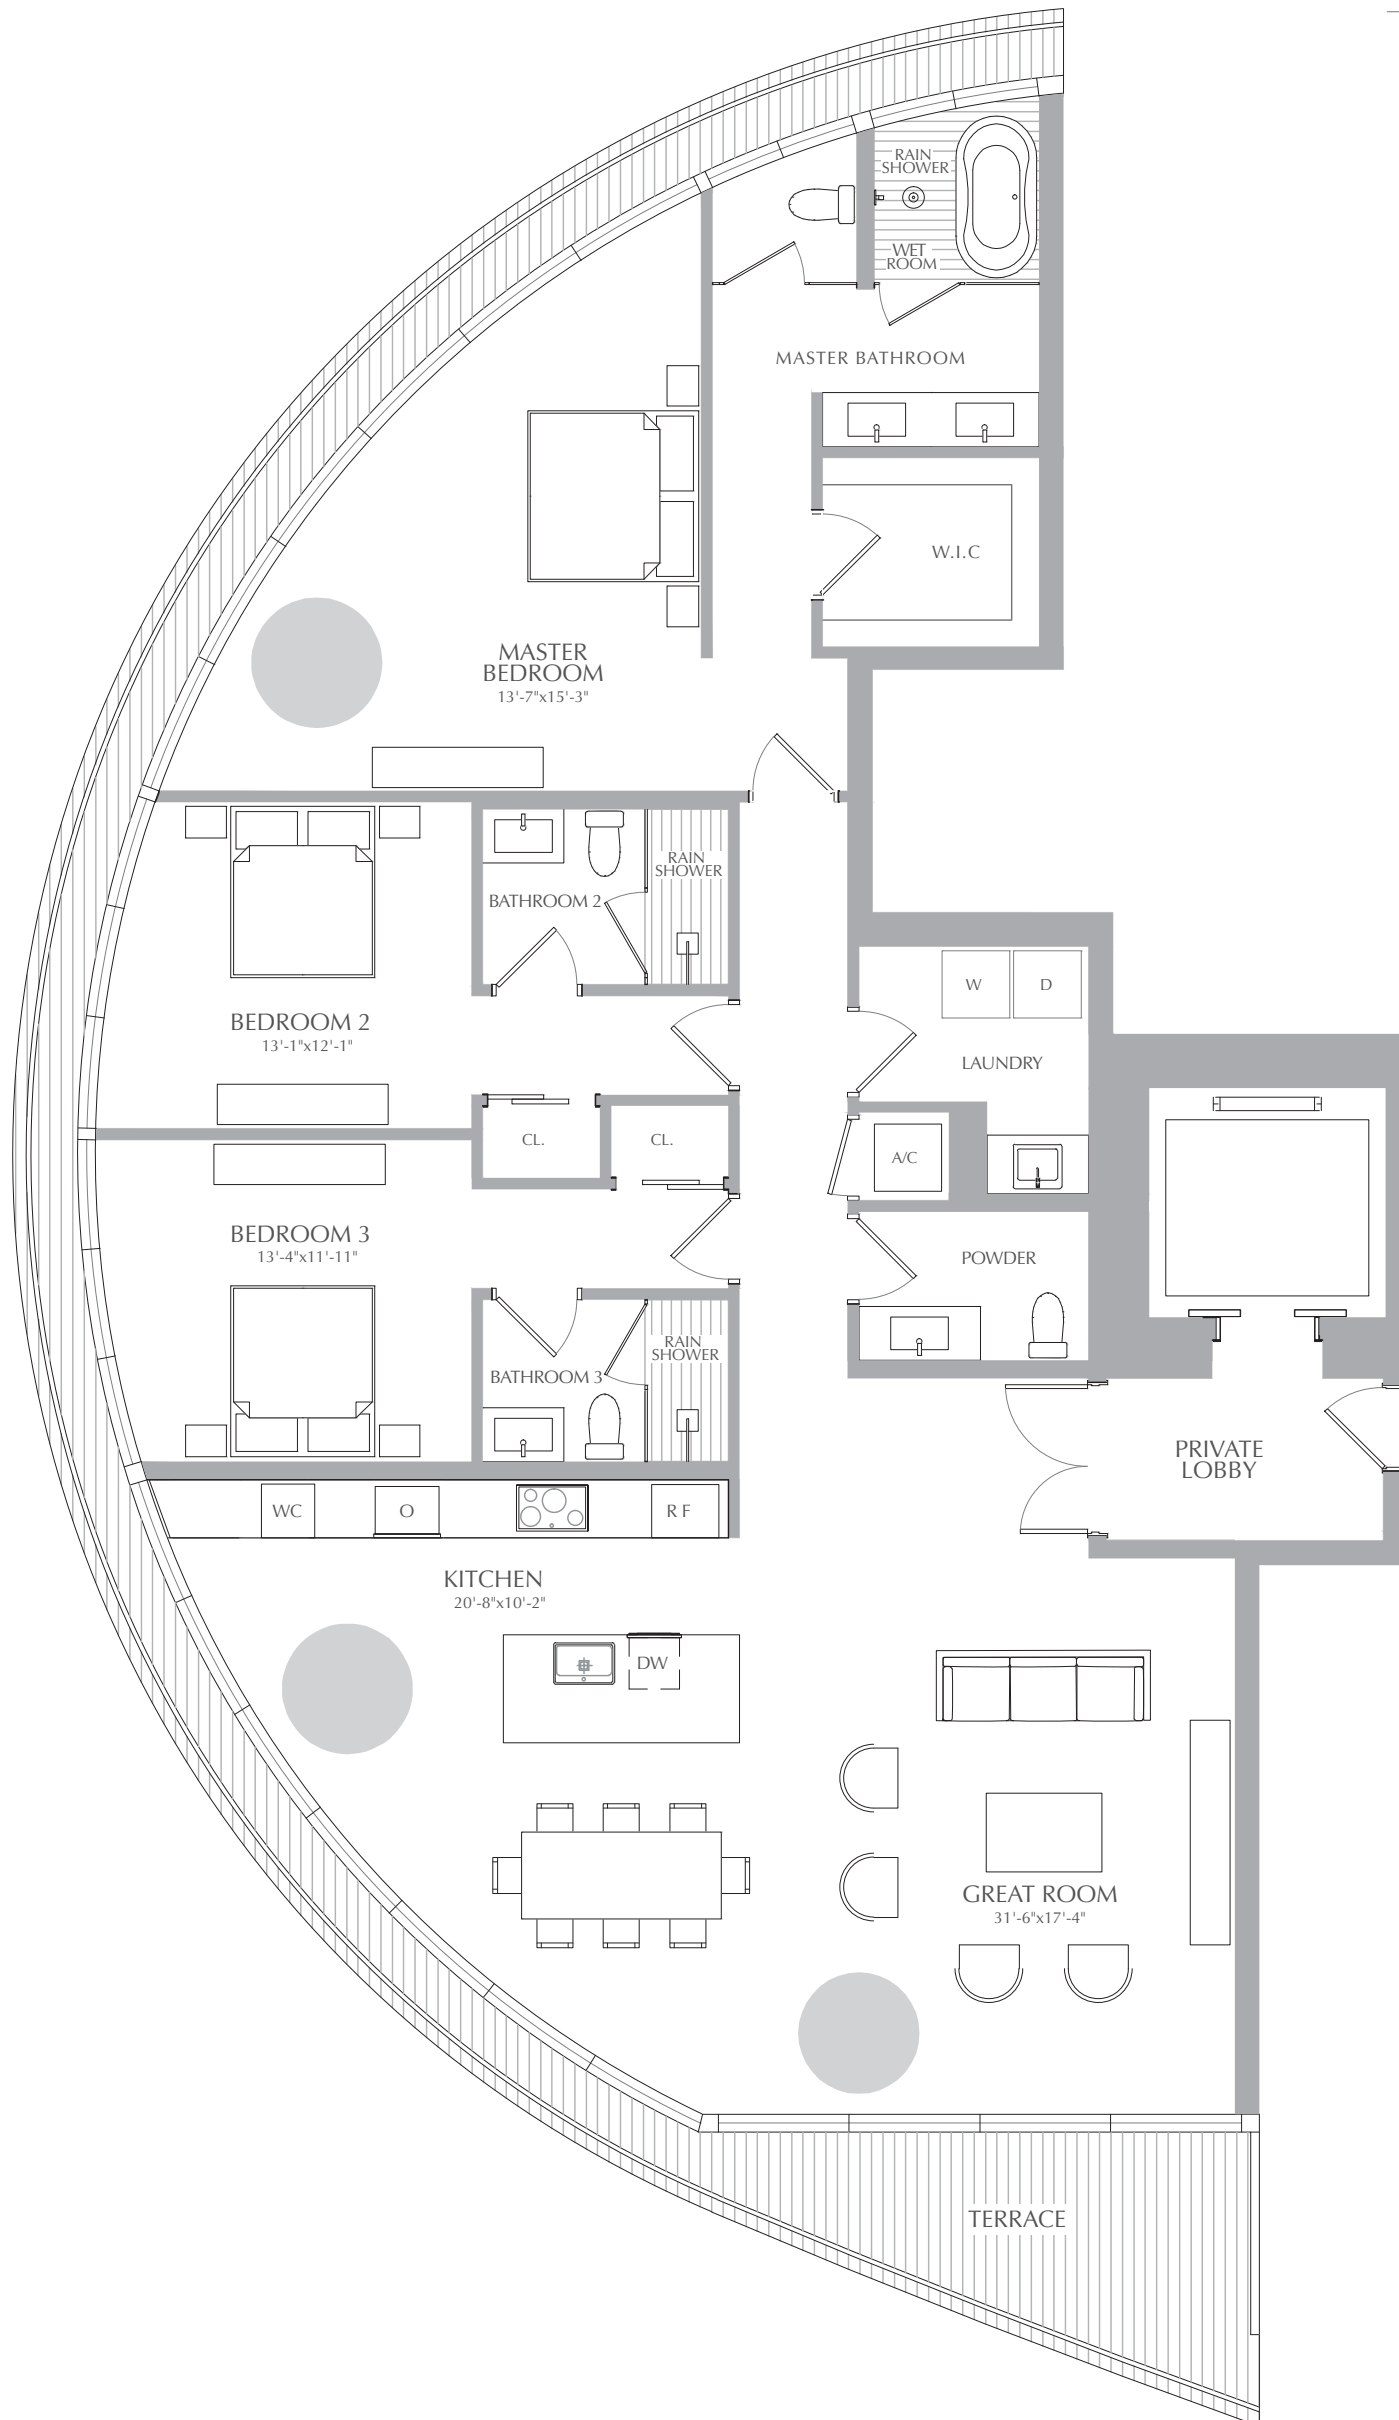 RAIN
SHOWER
WET
ROOM
MASTER BATHROOM
W.I.C
MASTER
BEDROOM
13'-7"x15'-3"
RAIN
SHOWER
BATHROOM 2
W
D
BEDROOM 2
13'-1"x12'-1"
LAUNDRY
CL.
CL.
A/C
BEDROOM 3
13'-4"x11'-11"
POWDER
RAIN
SHOWER
BATHROOM 3
PRIVATE
LOBBY
WC
O
R F
KITCHEN
20'-8"x10'-2"
DW
GREAT ROOM
31'-6"x17'-4"
TERRACE